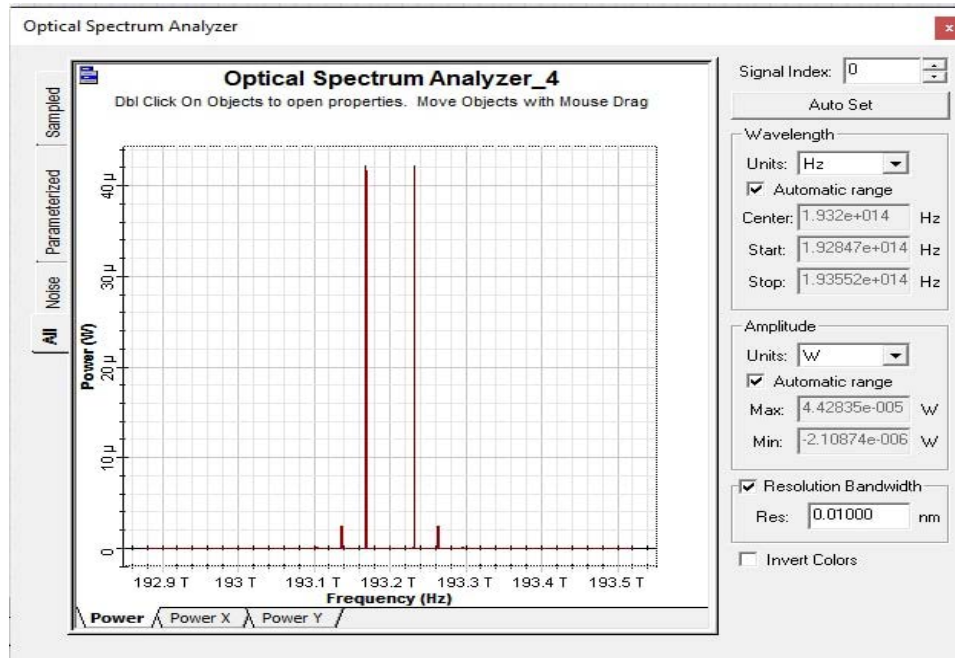 Optical Spectrum Analyzer
x
Sampled
Parameterized
Noise
All
Optical Spectrum Analyzer_4
Dbl Click On Objects to open properties. Move Objects with Mouse Drag
Power (W)
40 µ
30 µ
20 µ
10 µ
0
192.9 T 193 T 193.1 T 193.2 T 193.3 T 193.4 T 193.5 T
Frequency (Hz)
Power Power X Power Y
Signal Index: 0
Auto Set
Wavelength
Units: Hz
Automatic range
Center: 1.932e+014 Hz
Start: 1.92847e+014 Hz
Stop: 1.93552e+014 Hz
Amplitude
Units: W
Automatic range
Max: 4.42835e-005 W
Min: -2.10874e-006 W
Resolution Bandwidth
Res: 0.01000 nm
Invert Colors